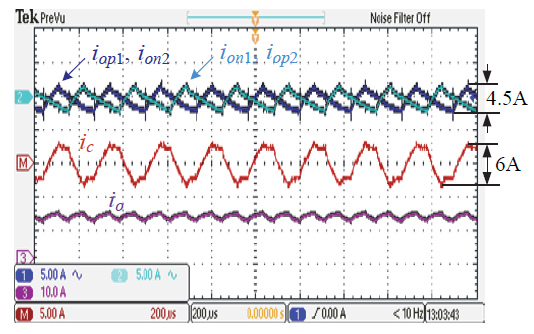 Tek PreVu Noise Filter Off
iop1, ion2 ion1, iop2
2
4.5A
M
ic
6A
io
3
1 5.00 A 2 5.00 A
3 10.0 A
M 5.00 A 200µs 200µs 0.00000 s 1 0.00 A < 10 Hz 13:03:43